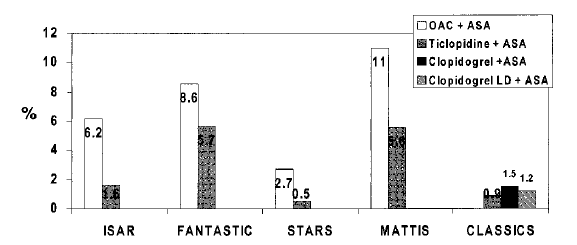 OAC + ASA
Ticlopidine + ASA
Clopidogrel +ASA
Clopidogrel LD + ASA
%
12
10
8
6
4
2
0
6.2
1.6
8.6
5.7
2.7
0.5
11
5.6
0.9
1.5
1.2
ISAR
FANTASTIC
STARS
MATTIS
CLASSICS